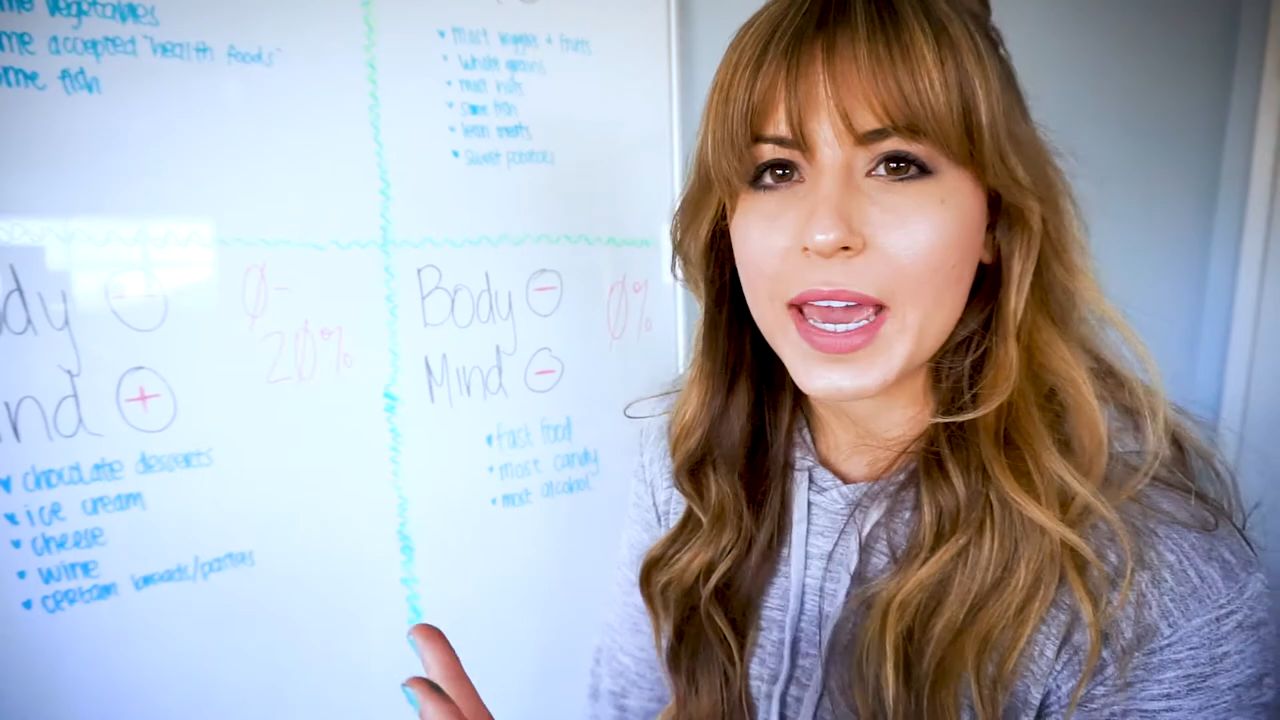 me vegetables
me accepted "health foods"
ome fish
• most veggies + fruits
• whole grains
• most nuts
• some fish
• lean meats
• sweet potatoes
dy ⊖ 0-
20%
nd ⊕
• chocolate desserts
• ice cream
• cheese
• wine
• certain breads/pastas
Body ⊖ 0%
Mind ⊖
• fast food
• most candy
• most alcohol